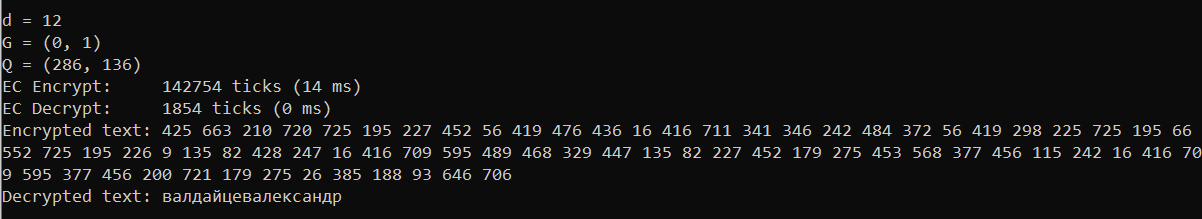 d = 12
G = (0, 1)
Q = (286, 136)
EC Encrypt:     142754 ticks (14 ms)
EC Decrypt:     1854 ticks (0 ms)
Encrypted text: 425 663 210 720 725 195 227 452 56 419 476 436 16 416 711 341 346 242 484 372 56 419 298 225 725 195 66
552 725 195 226 9 135 82 428 247 16 416 709 595 489 468 329 447 135 82 227 452 179 275 453 568 377 456 115 242 16 416 70
9 595 377 456 200 721 179 275 26 385 188 93 646 706
Decrypted text: валдайцевалександр